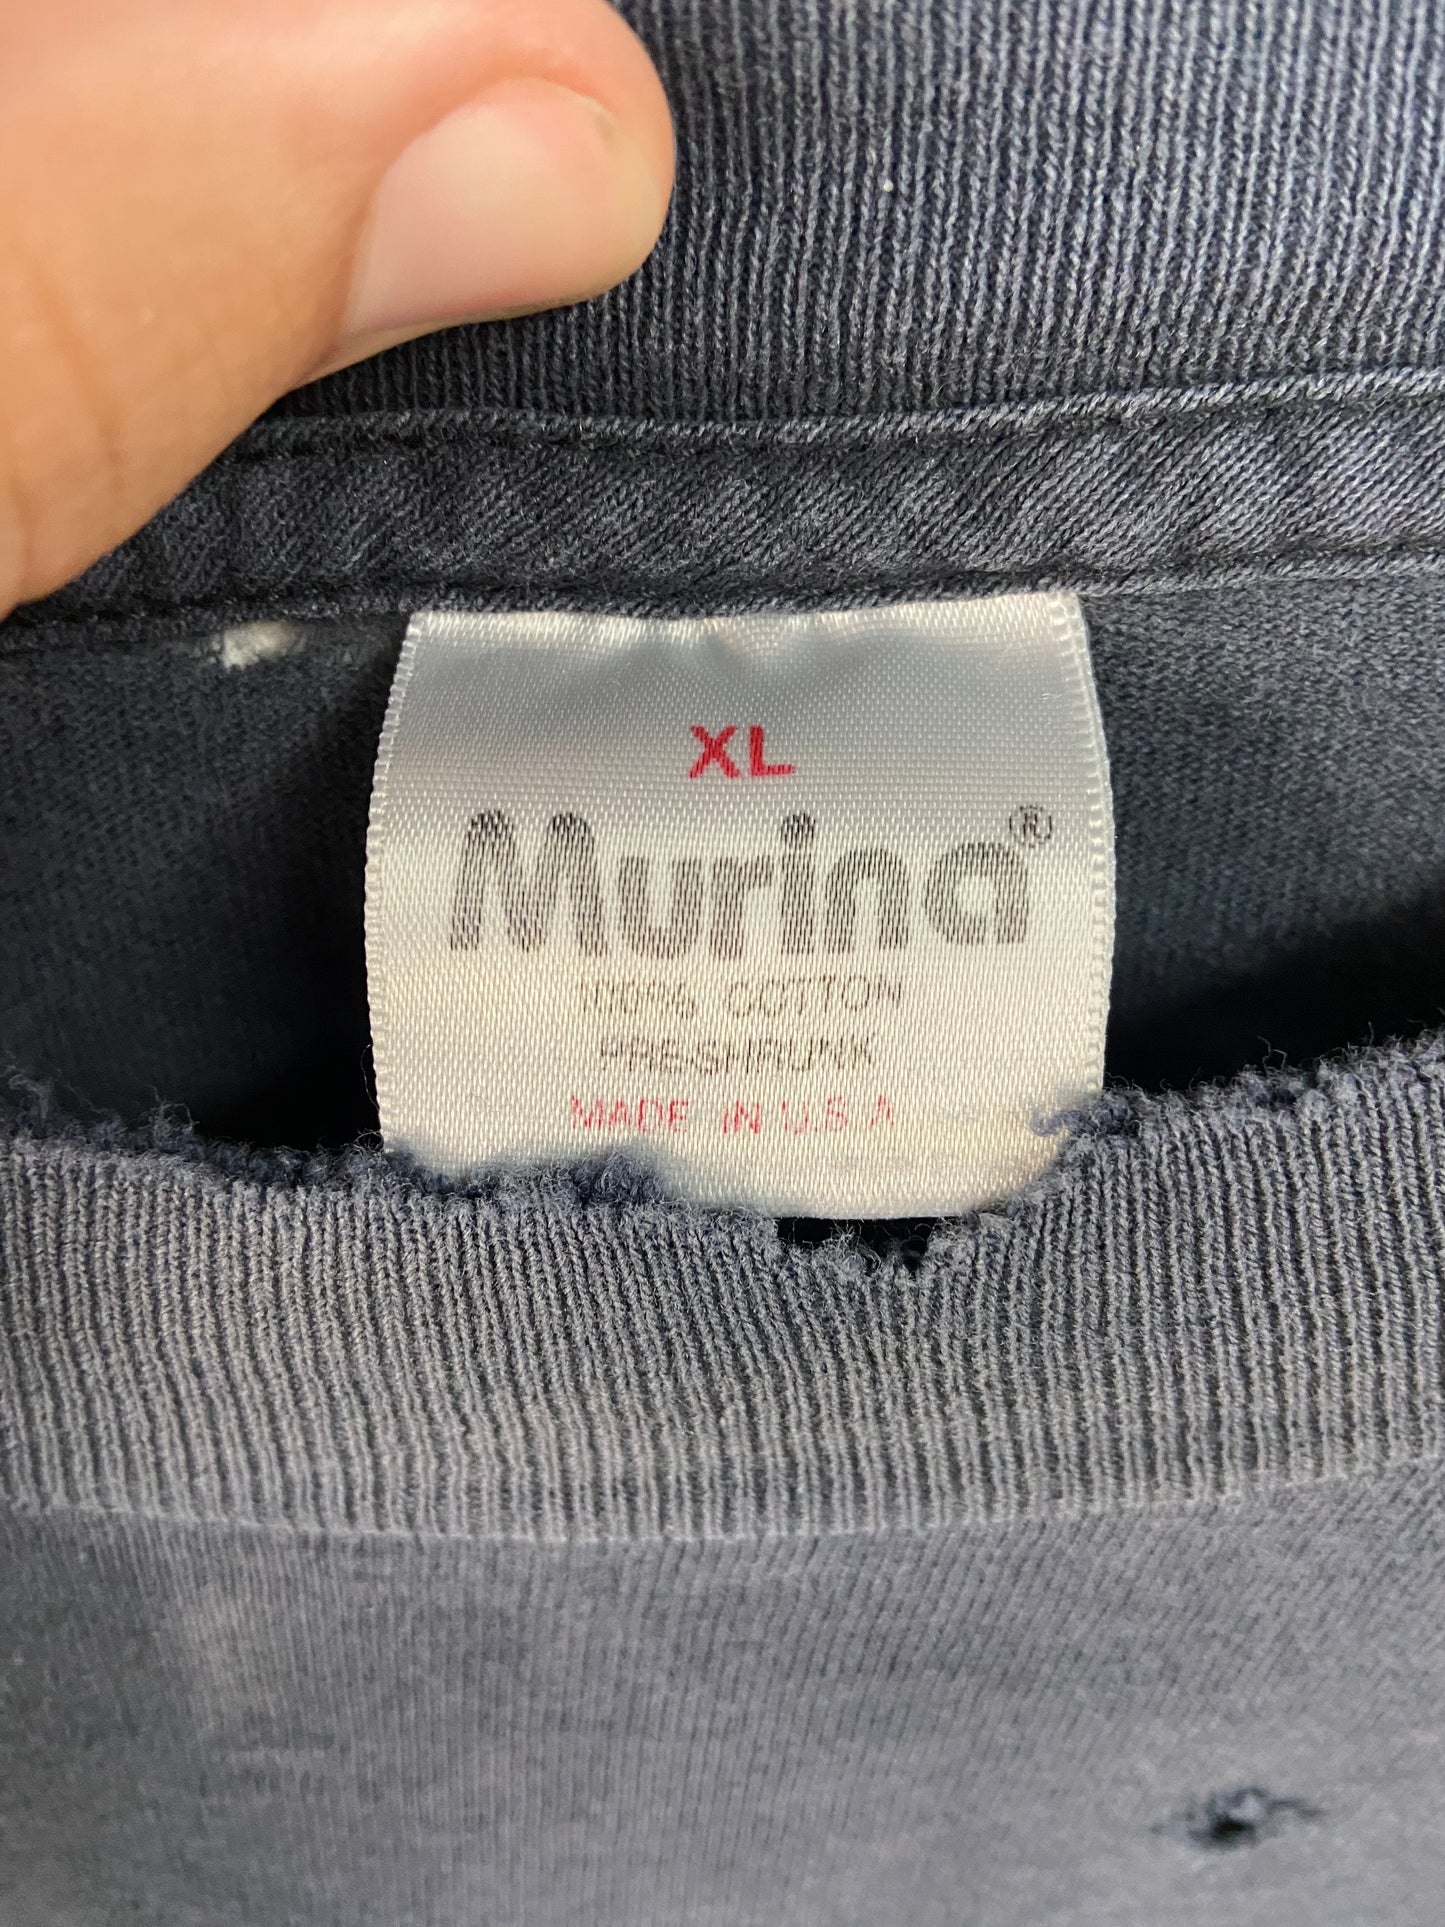 XL
Murina®
100% COTTON
PRESHRUNK
MADE IN U.S.A